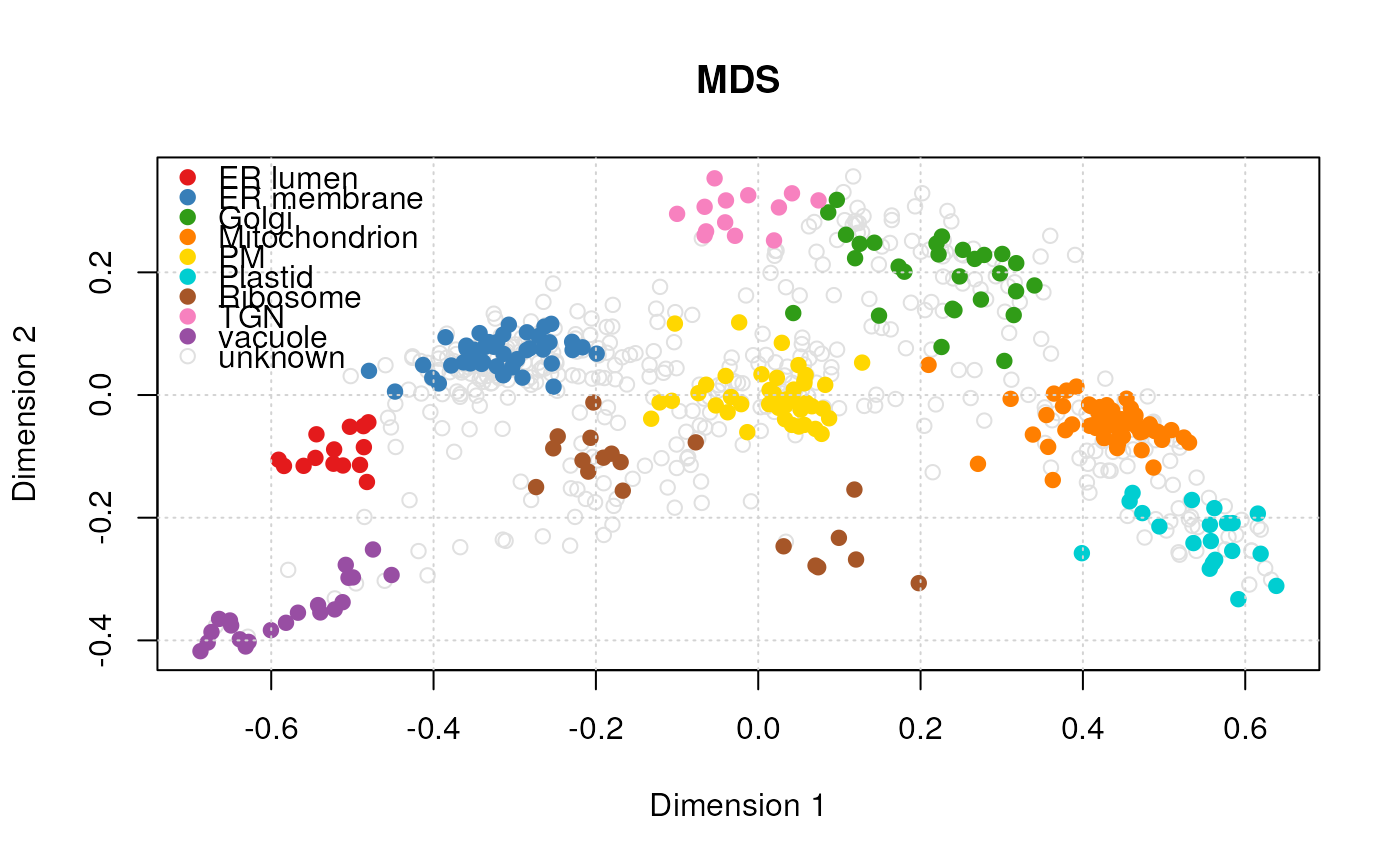 MDS
ER lumen
ER membrane
Golgi
Mitochondrion
PM
Plastid
Ribosome
TGN
vacuole
unknown
Dimension 2
0.2
0.0
-0.2
-0.4
-0.6 -0.4 -0.2 0.0 0.2 0.4 0.6
Dimension 1